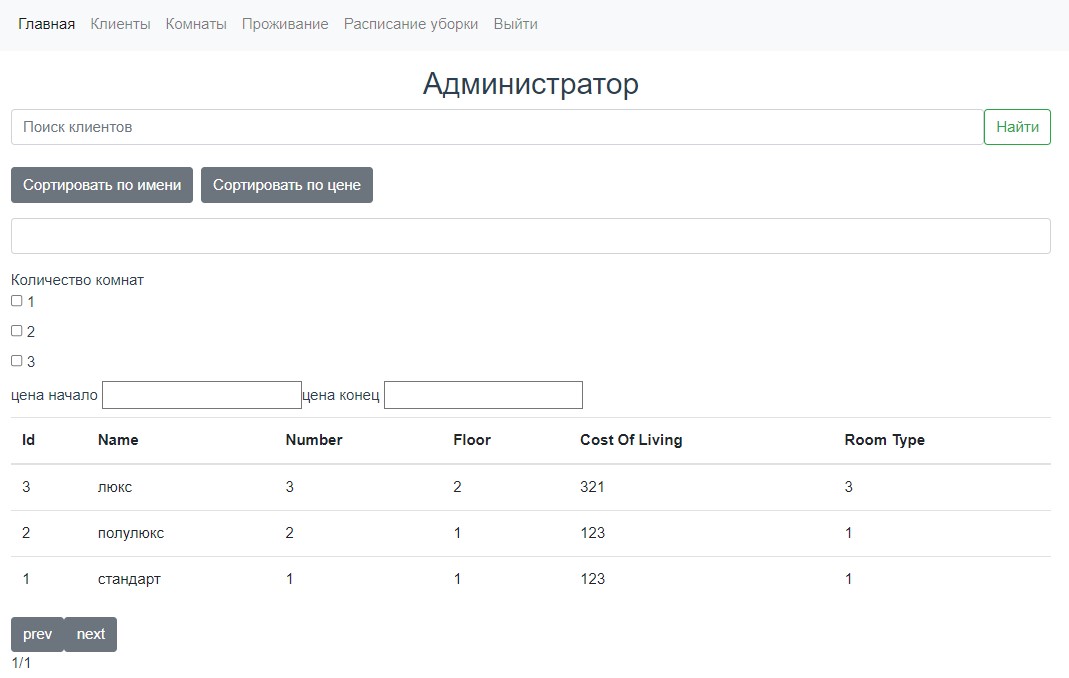 Главная Клиенты Комнаты Проживание Расписание уборки Выйти
Администратор
Поиск клиентов Найти
Сортировать по имени Сортировать по цене
Количество комнат
1
2
3
цена начало цена конец
Id Name Number Floor Cost Of Living Room Type
3 люкс 3 2 321 3
2 полулюкс 2 1 123 1
1 стандарт 1 1 123 1
prev next
1/1